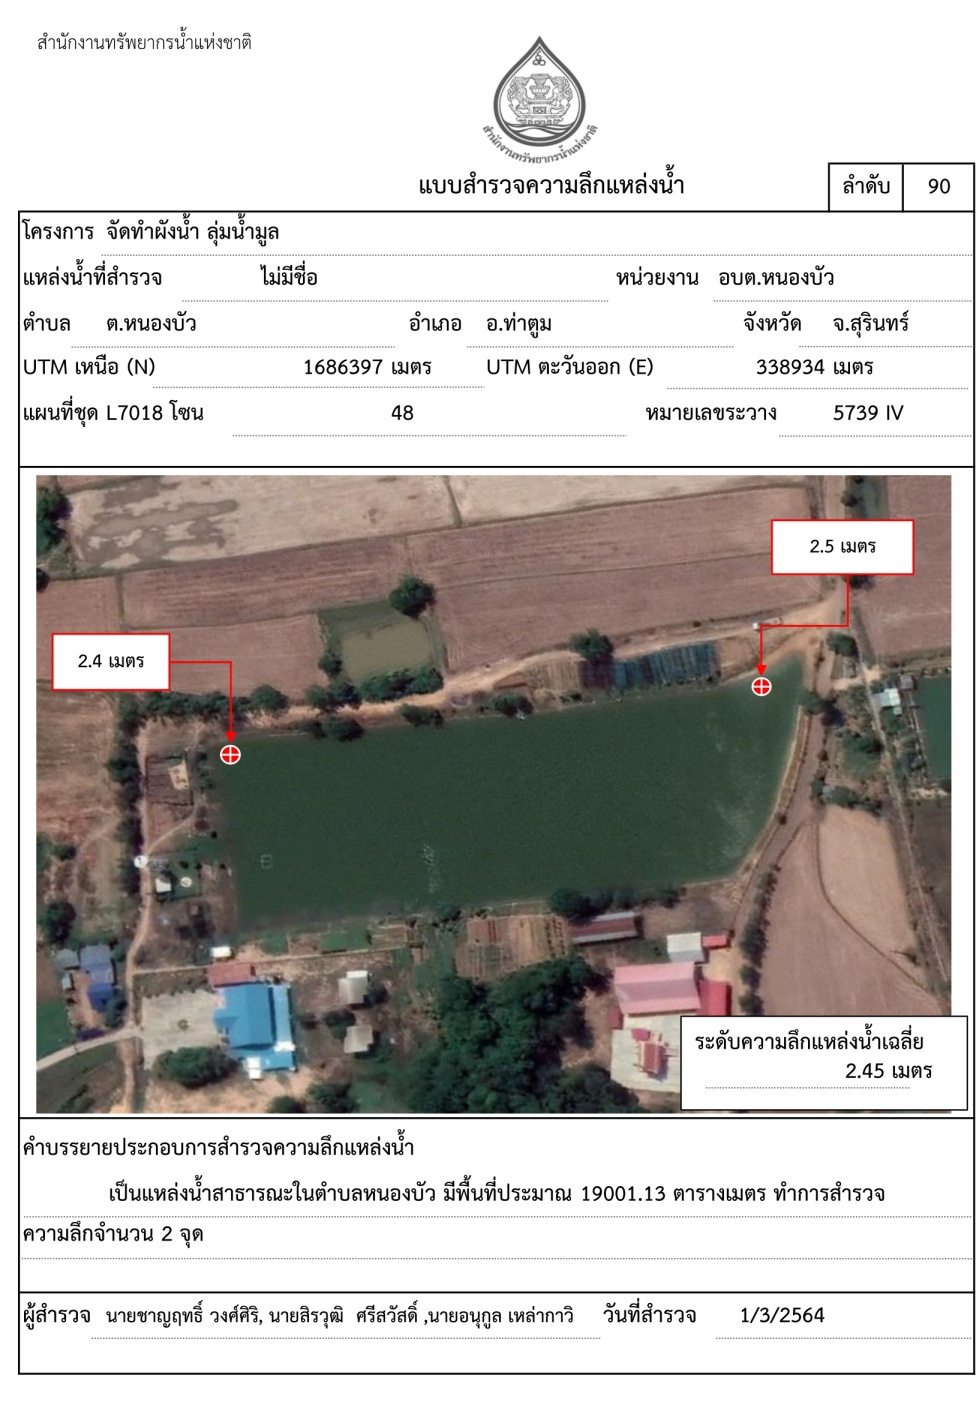 สำนักงานทรัพยากรน้ำแห่งชาติ
สำนักงานทรัพยากรน้ำแห่งชาติ
แบบสำรวจความลึกแหล่งน้ำ
ลำดับ 90
โครงการ จัดทำผังน้ำ ลุ่มน้ำมูล
แหล่งน้ำที่สำรวจ ไม่มีชื่อ หน่วยงาน อบต.หนองบัว
ตำบล ต.หนองบัว อำเภอ อ.ท่าตูม จังหวัด จ.สุรินทร์
UTM เหนือ (N) 1686397 เมตร UTM ตะวันออก (E) 338934 เมตร
แผนที่ชุด L7018 โซน 48 หมายเลขระวาง 5739 IV
2.5 เมตร
2.4 เมตร
ระดับความลึกแหล่งน้ำเฉลี่ย
2.45 เมตร
คำบรรยายประกอบการสำรวจความลึกแหล่งน้ำ
เป็นแหล่งน้ำสาธารณะในตำบลหนองบัว มีพื้นที่ประมาณ 19001.13 ตารางเมตร ทำการสำรวจ
ความลึกจำนวน 2 จุด
ผู้สำรวจ นายชาญฤทธิ์ วงศ์ศิริ, นายสิรวุฒิ ศรีสวัสดิ์ ,นายอนุกูล เหล่ากาวิ วันที่สำรวจ 1/3/2564